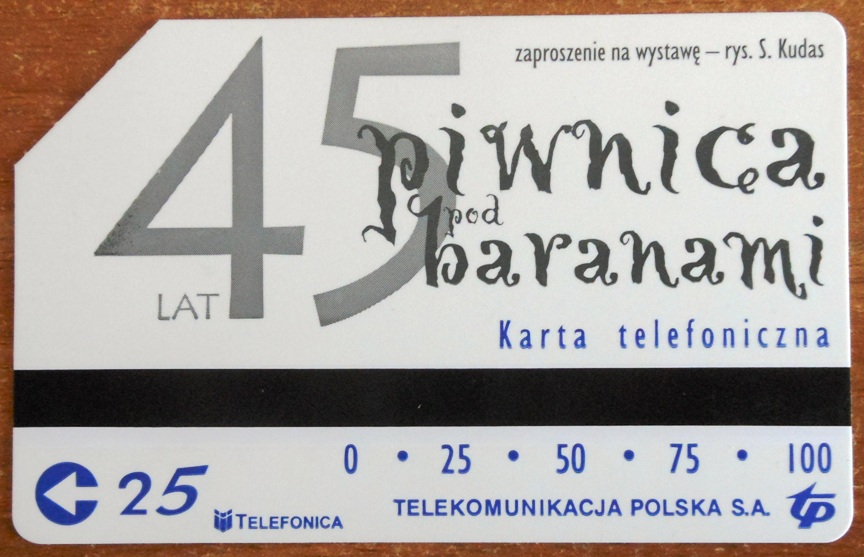 45
LAT
zaproszenie na wystawę – rys. S. Kudas
piwnica
pod
baranami
Karta telefoniczna
0 • 25 • 50 • 75 • 100
25
TELEFONICA
TELEKOMUNIKACJA POLSKA S.A. tp